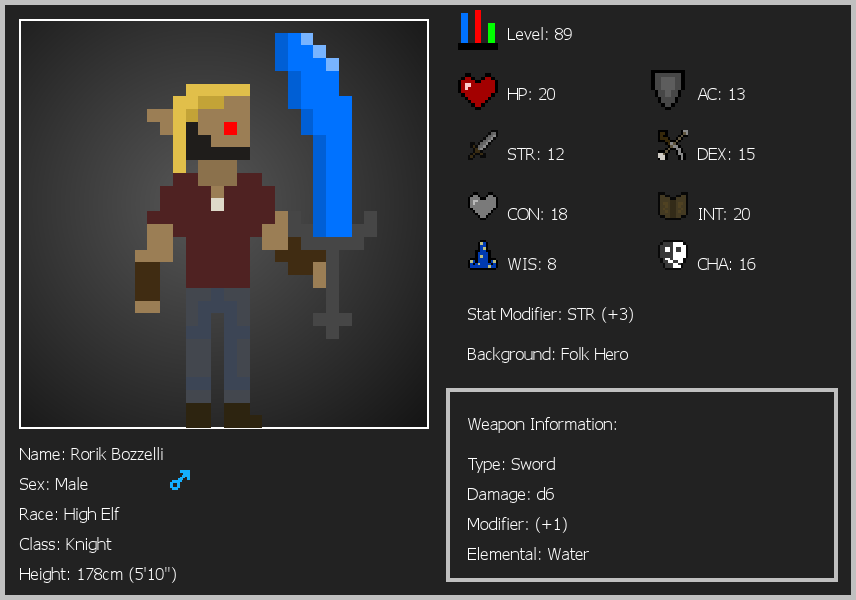 Level: 89
HP: 20
AC: 13
STR: 12
DEX: 15
CON: 18
INT: 20
WIS: 8
CHA: 16
Stat Modifier: STR (+3)
Background: Folk Hero
Weapon Information:
Type: Sword
Damage: d6
Modifier: (+1)
Elemental: Water
Name: Rorik Bozzelli
Sex: Male
Race: High Elf
Class: Knight
Height: 178cm (5'10")